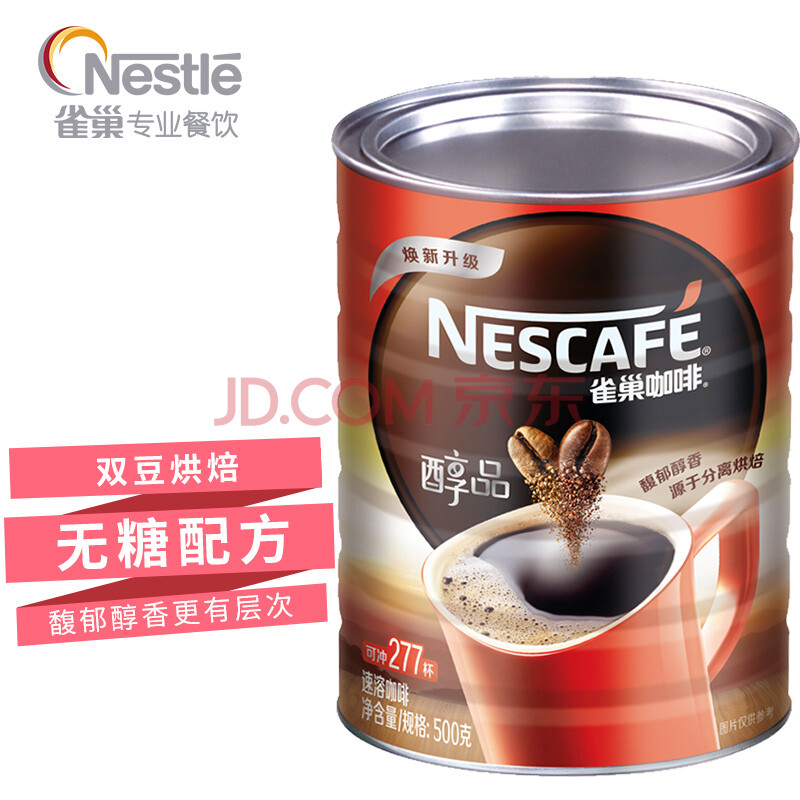 Nestlé
雀巢专业餐饮
焕新升级
NESCAFÉ®
雀巢咖啡®
JD.COM 京东
醇品
馥郁醇香
源于分离烘焙
双豆烘焙
无糖配方
馥郁醇香更有层次
可冲277杯
速溶咖啡
净含量/规格: 500克
图片仅供参考